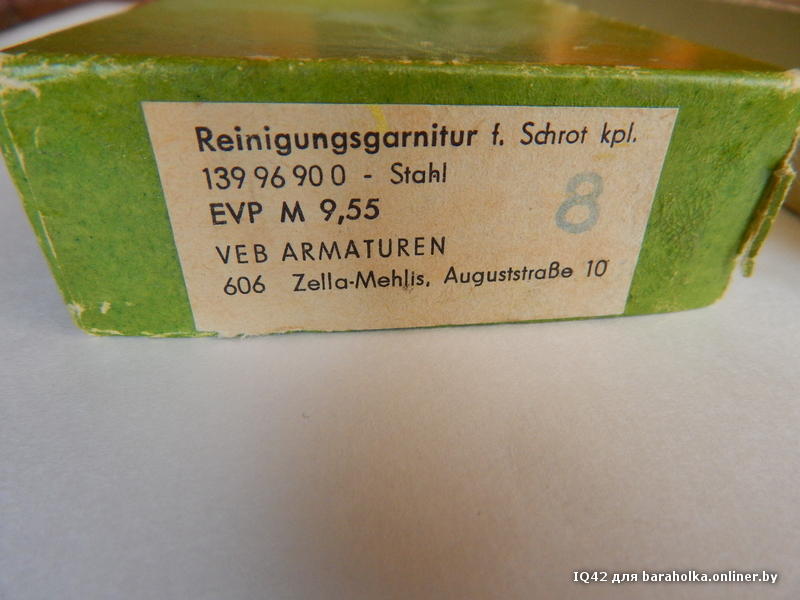 Reinigungsgarnitur f. Schrot kpl.
139 96 90 0 - Stahl
EVP M 9,55
8
VEB ARMATUREN
606 Zella-Mehlis, Auguststraße 10
IQ42 для baraholka.onliner.by